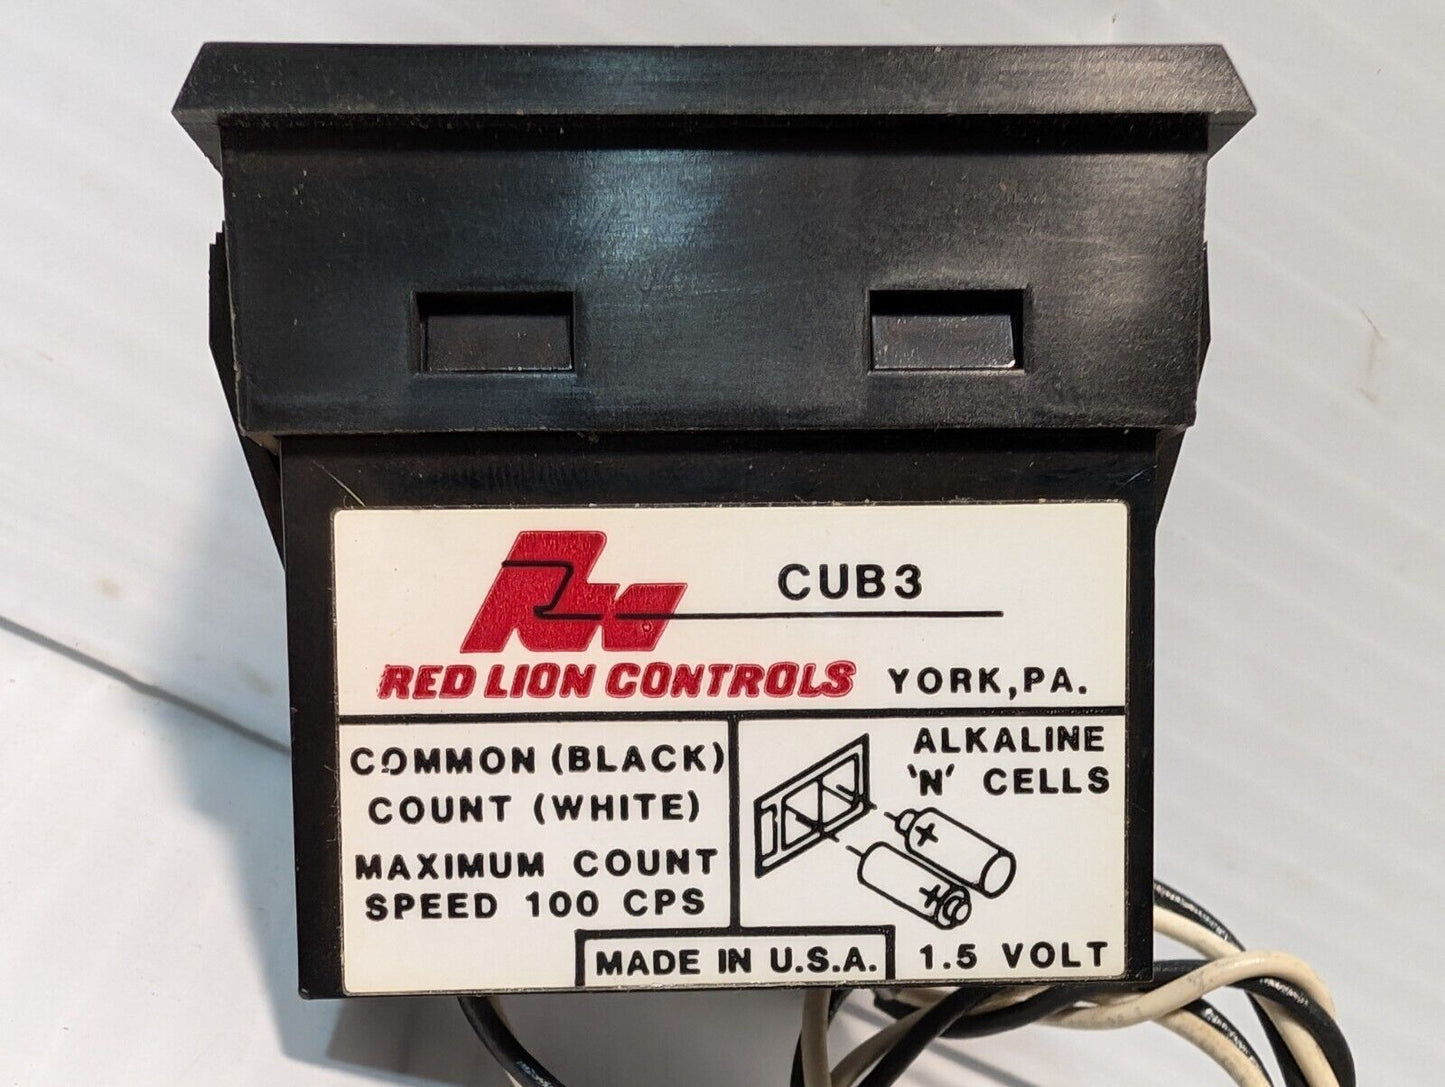 CUB3
RED LION CONTROLS YORK, PA.
COMMON (BLACK)
COUNT (WHITE)
MAXIMUM COUNT
SPEED 100 CPS
ALKALINE
'N' CELLS
+
+
1.5 VOLT
MADE IN U.S.A.